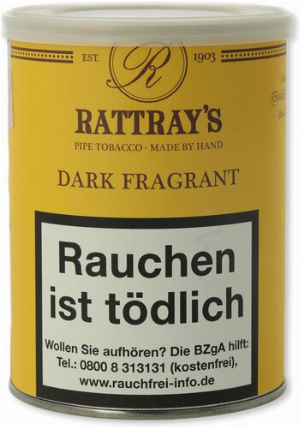 EST. R 1903
RATTRAY'S
PIPE TOBACCO · MADE BY HAND
DARK FRAGRANT
Rauchen
ist tödlich
Wollen Sie aufhören? Die BZgA hilft:
Tel.: 0800 8 313131 (kostenfrei),
www.rauchfrei-info.de